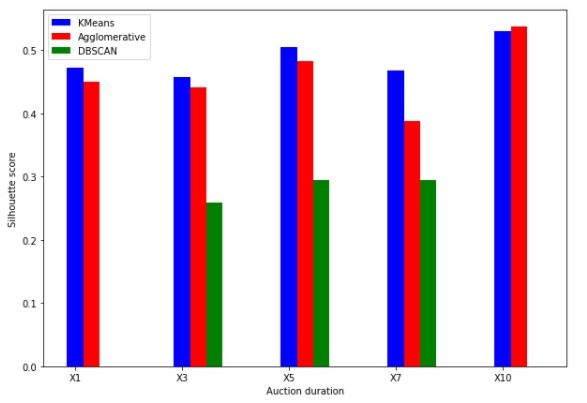 KMeans
Agglomerative
DBSCAN
0.5
0.4
0.3
0.2
0.1
0.0
Silhouette score
X1 X3 X5 X7 X10
Auction duration